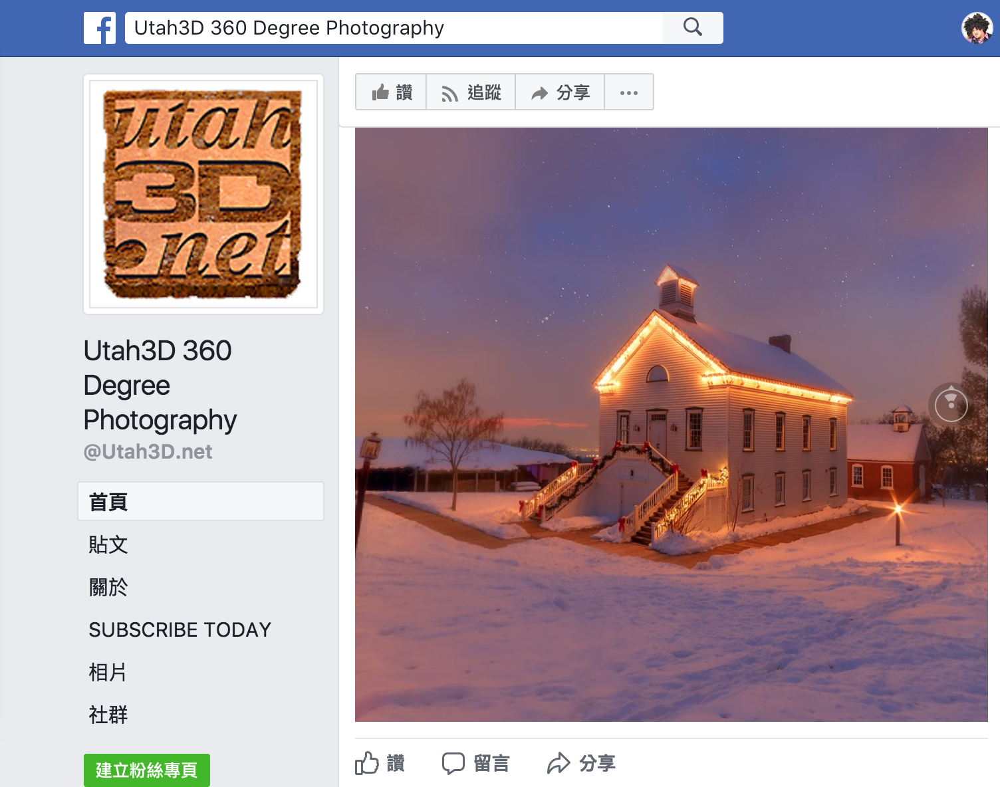 Utah3D 360 Degree Photography
讚
追蹤
分享
utah
3D
.net
Utah3D 360
Degree
Photography
@Utah3D.net
首頁
貼文
關於
SUBSCRIBE TODAY
相片
社群
建立粉絲專頁
讚
留言
分享